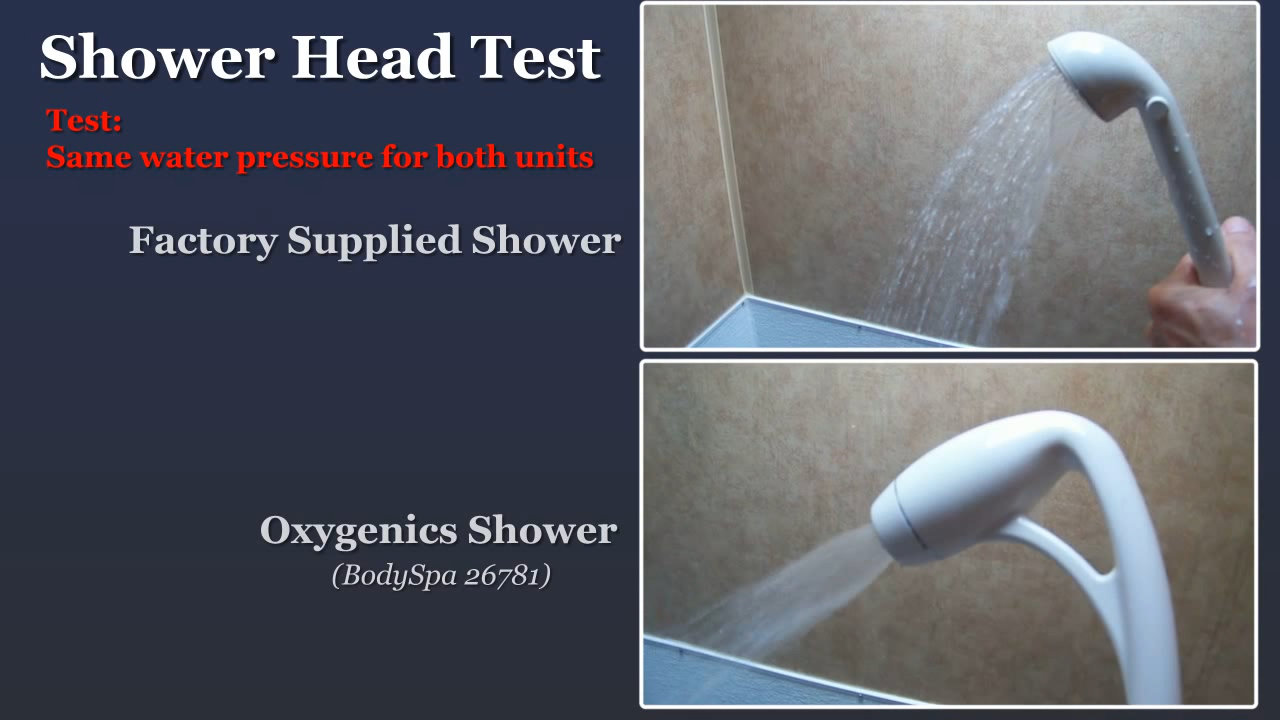 Shower Head Test
Test:
Same water pressure for both units
Factory Supplied Shower
Oxygenics Shower
(BodySpa 26781)